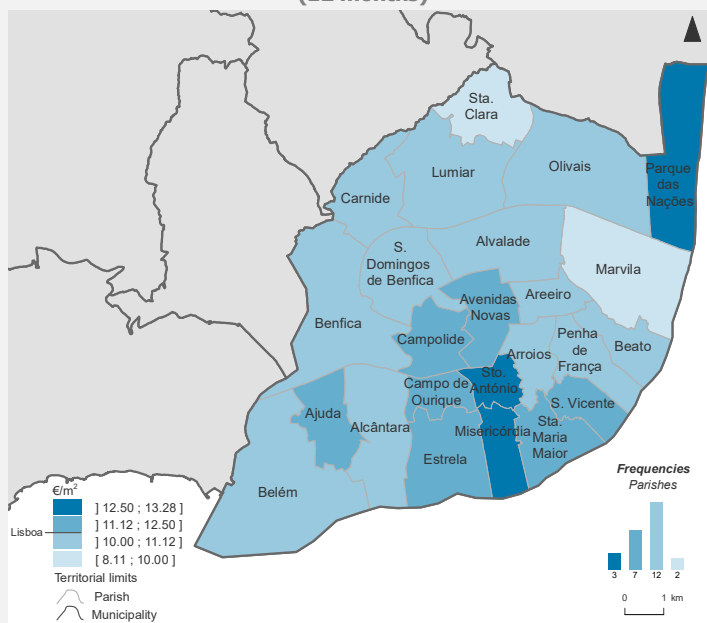 (12 months)
Sta.
Clara
Lumiar
Olivais
Parque
das
Nações
Carnide
S.
Domingos
de Benfica
Alvalade
Marvila
Avenidas
Novas
Areeiro
Benfica
Campolide
Arroios
Penha
de
França
Beato
Sto.
António
Campo de
Ourique
Ajuda
Alcântara
Misericórdia
S. Vicente
Sta.
Maria
Maior
Estrela
Belém
€/m²
] 12.50 ; 13.28 ]
] 11.12 ; 12.50 ]
Lisboa
] 10.00 ; 11.12 ]
[ 8.11 ; 10.00 ]
Territorial limits
Parish
Municipality
Frequencies
Parishes
3 7 12 2
0 1 km